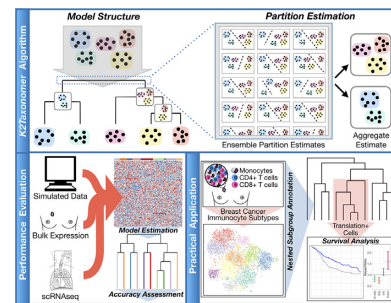 Model Structure
Partition Estimation
K2Taxonomer Algorithm
Ensemble Partition Estimates
Aggregate
Estimate
Performance Evaluation
Simulated Data
Bulk Expression
scRNAseq
Model Estimation
Accuracy Assessment
Practical Application
Monocytes
CD4+ T cells
CD8+ T cells
Breast Cancer
Immunocyte Subtypes
Nested Subgroup Annotation
Translation+
Cells
Survival Analysis